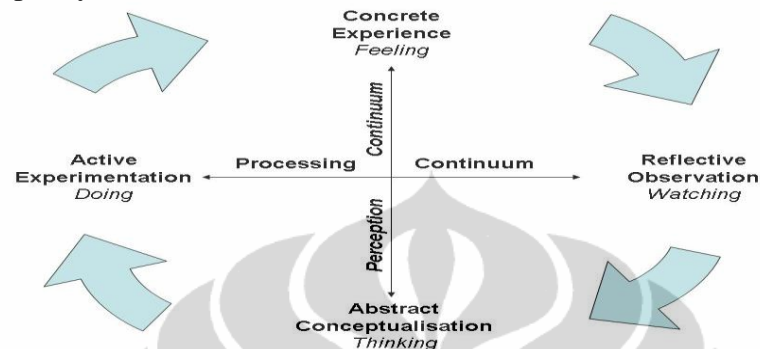 Concrete
Experience
Feeling
Continuum
Active
Experimentation
Doing
Processing
Continuum
Reflective
Observation
Watching
Perception
Abstract
Conceptualisation
Thinking